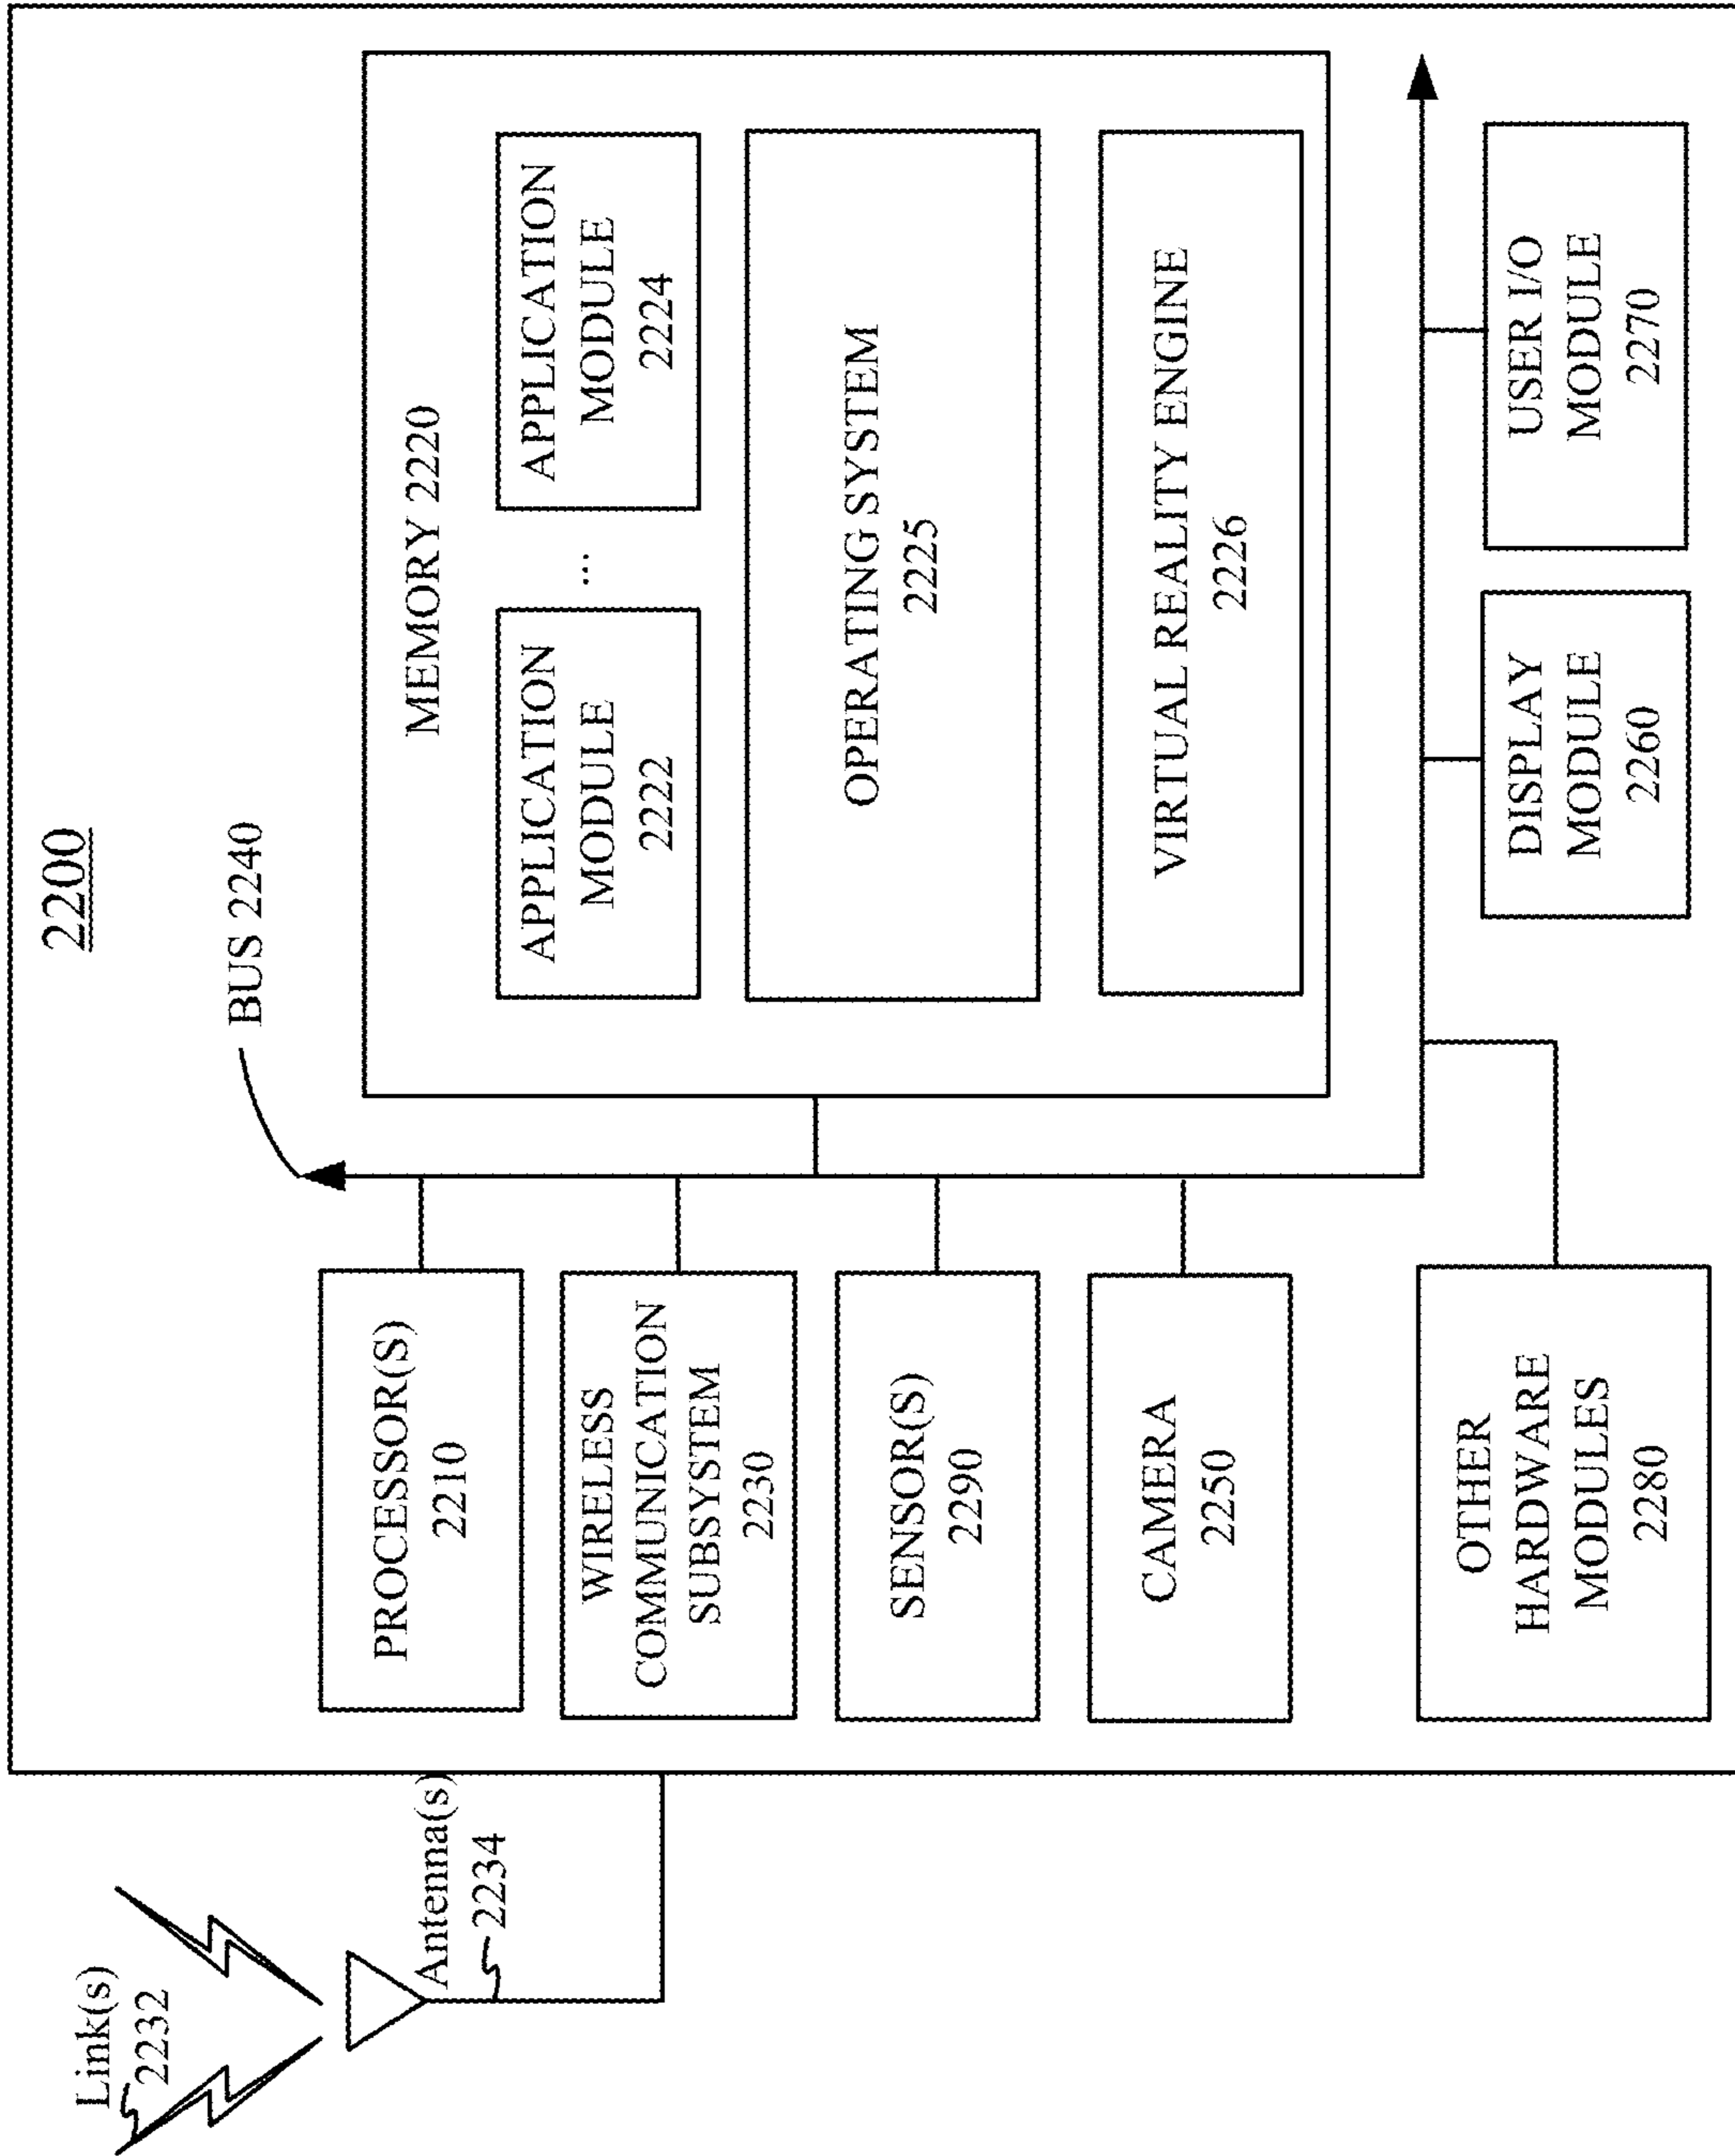 2200
Link(s)
2232
Antenna(s)
2234
BUS 2240
PROCESSOR(S)
2210
WIRELESS
COMMUNICATION
SUBSYSTEM
2230
SENSOR(S)
2290
CAMERA
2250
OTHER
HARDWARE
MODULES
2280
MEMORY 2220
APPLICATION
MODULE
2222
...
APPLICATION
MODULE
2224
OPERATING SYSTEM
2225
VIRTUAL REALITY ENGINE
2226
DISPLAY
MODULE
2260
USER I/O
MODULE
2270